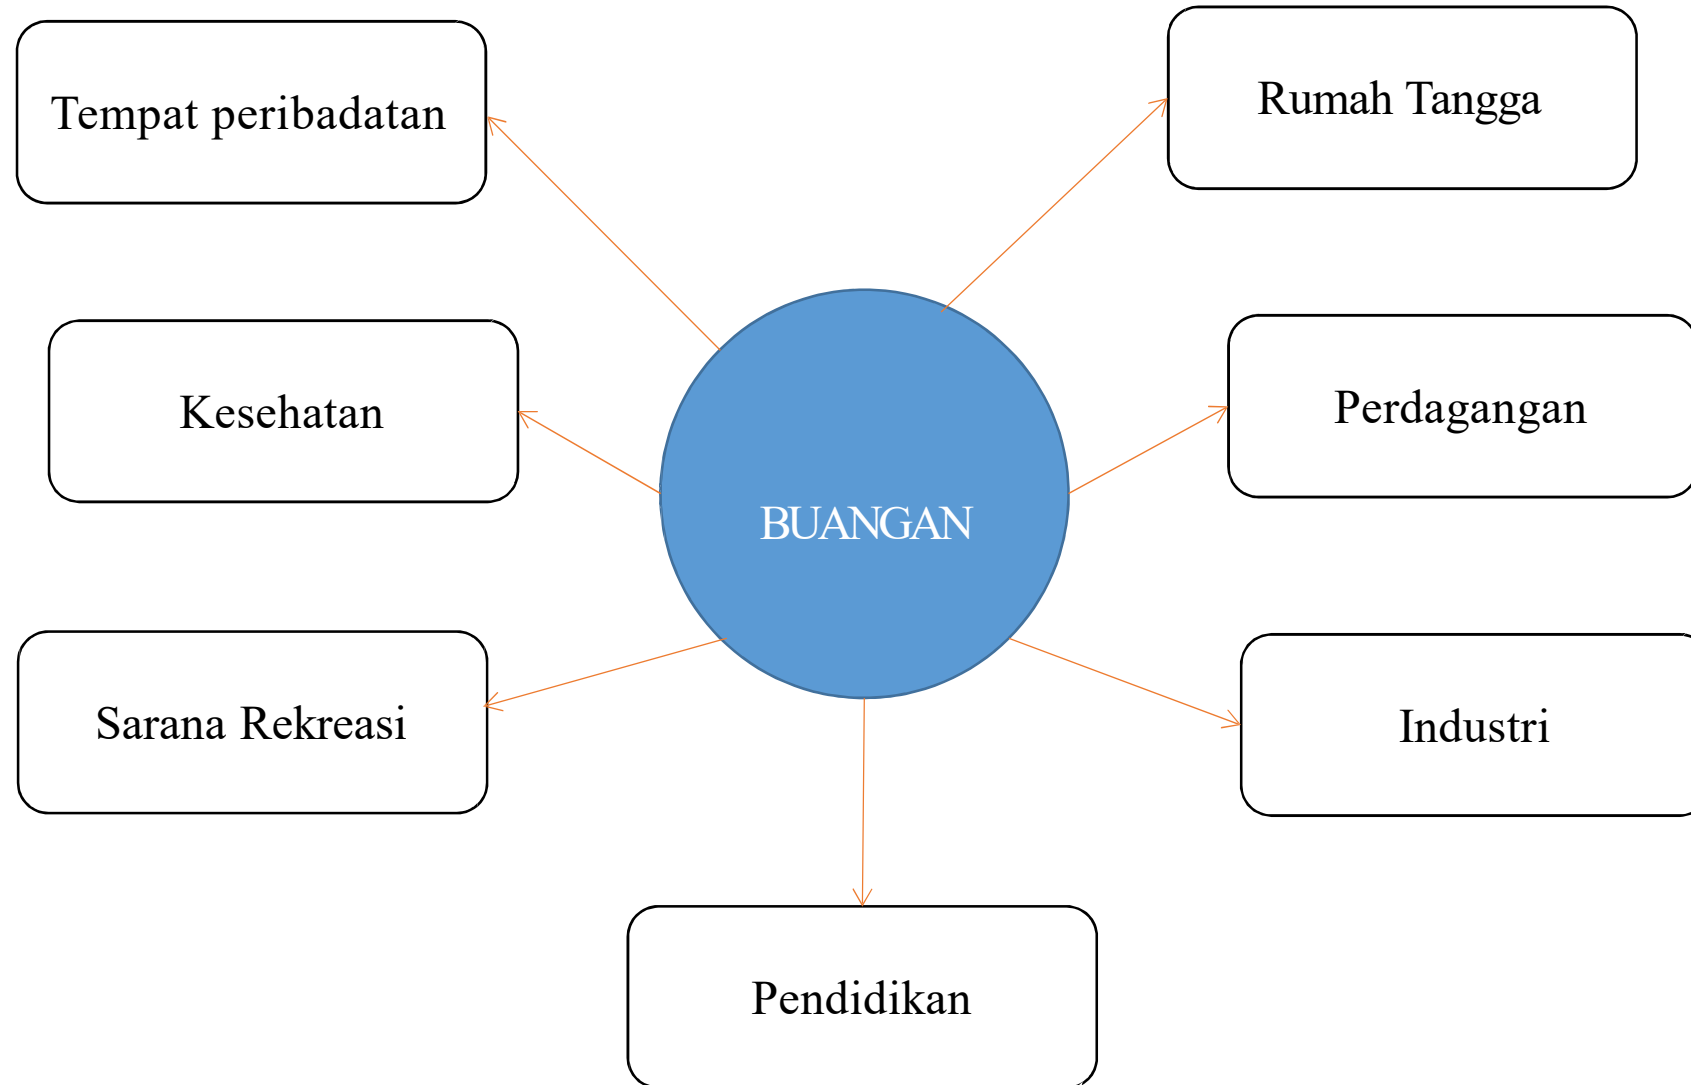 Tempat peribadatan
Rumah Tangga
Kesehatan
Perdagangan
BUANGAN
Sarana Rekreasi
Industri
Pendidikan